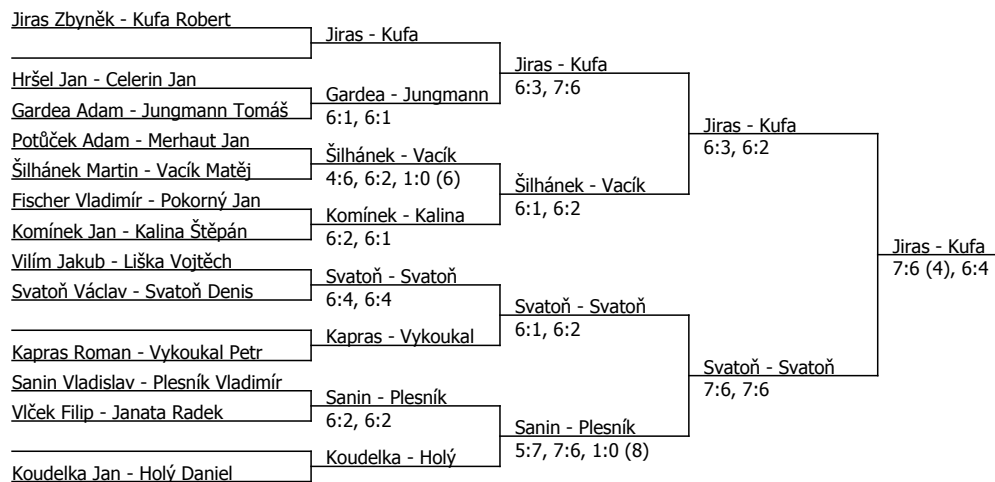 Jiras Zbyněk - Kufa Robert
Hršel Jan - Celerin Jan
Gardea Adam - Jungmann Tomáš
Potůček Adam - Merhaut Jan
Šilhánek Martin - Vacík Matěj
Fischer Vladimír - Pokorný Jan
Komínek Jan - Kalina Štěpán
Vilím Jakub - Liška Vojtěch
Svatoň Václav - Svatoň Denis
Kapras Roman - Vykoukal Petr
Sanin Vladislav - Plesník Vladimír
Vlček Filip - Janata Radek
Koudelka Jan - Holý Daniel
Jiras - Kufa
Gardea - Jungmann
6:1, 6:1
Šilhánek - Vacík
4:6, 6:2, 1:0 (6)
Komínek - Kalina
6:2, 6:1
Svatoň - Svatoň
6:4, 6:4
Kapras - Vykoukal
Sanin - Plesník
6:2, 6:2
Koudelka - Holý
Jiras - Kufa
6:3, 7:6
Šilhánek - Vacík
6:1, 6:2
Svatoň - Svatoň
6:1, 6:2
Sanin - Plesník
5:7, 7:6, 1:0 (8)
Jiras - Kufa
6:3, 6:2
Svatoň - Svatoň
7:6, 7:6
Jiras - Kufa
7:6 (4), 6:4